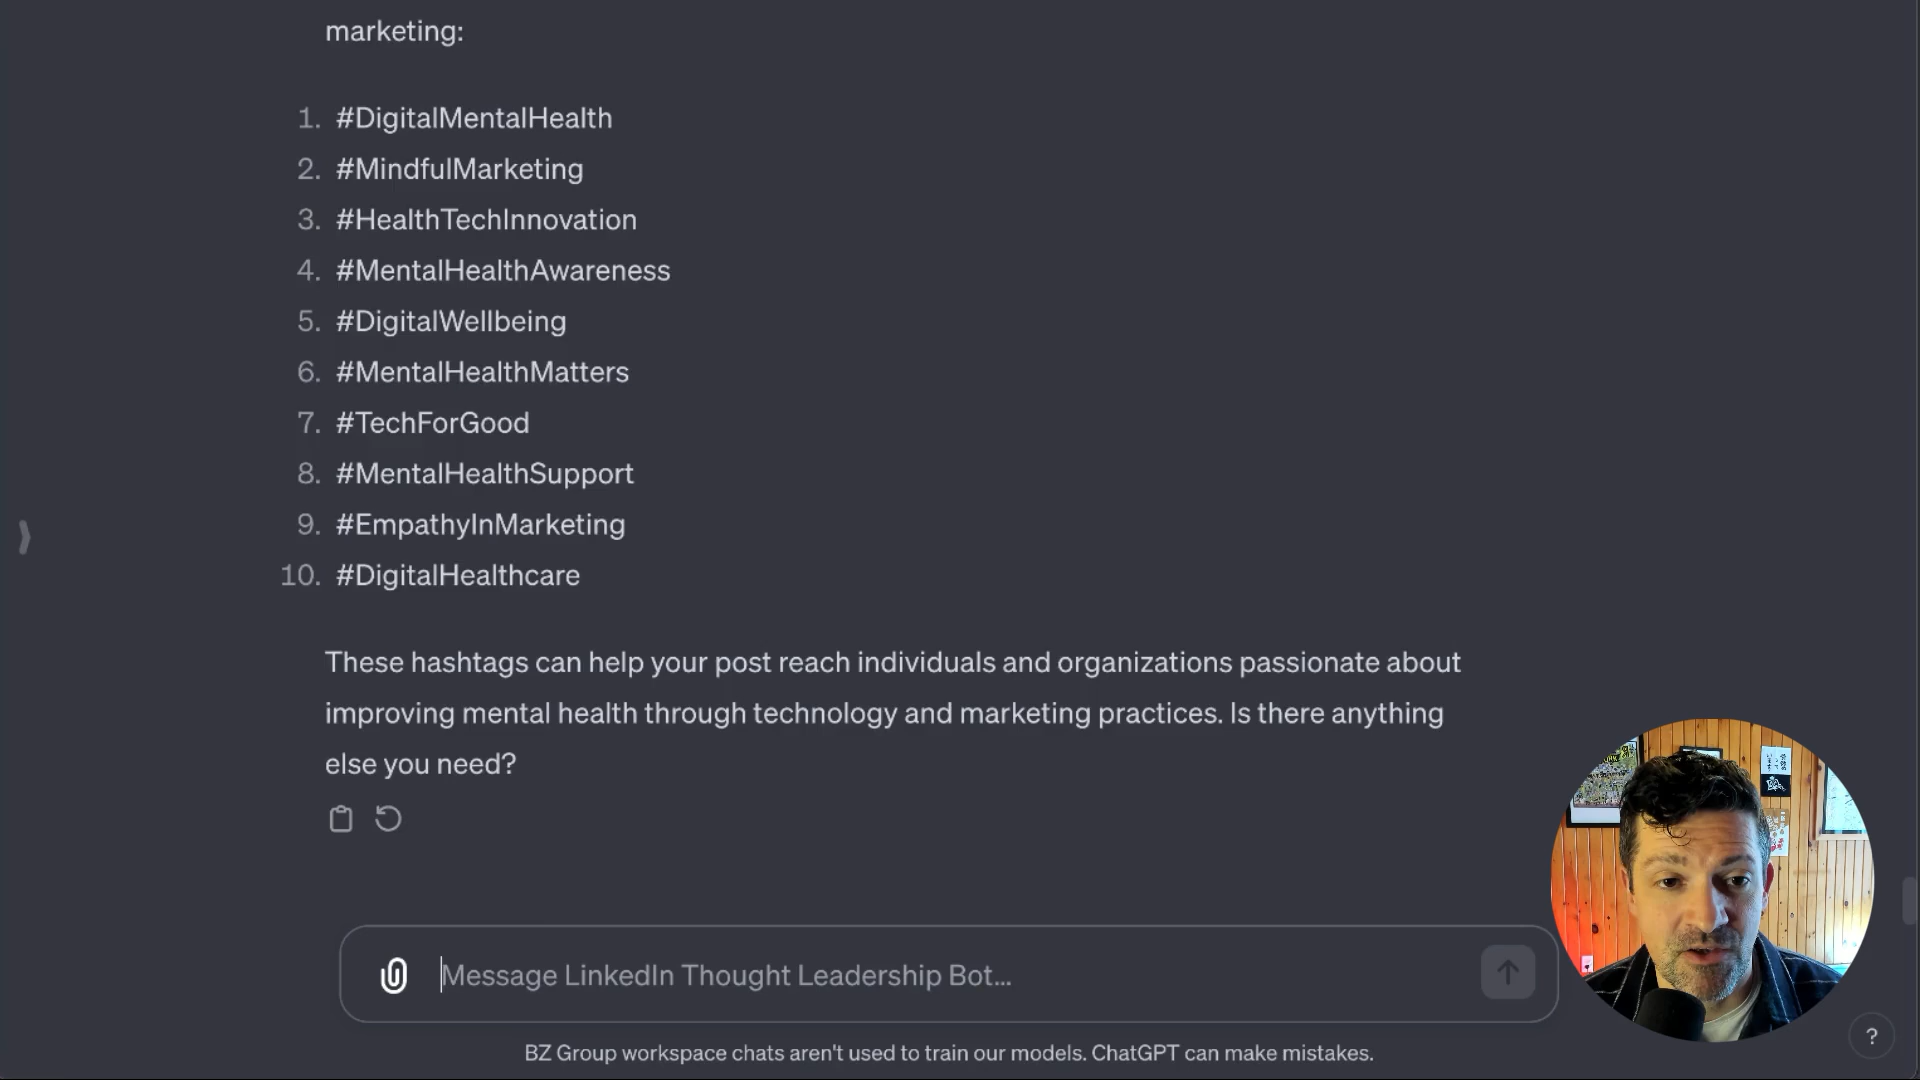 marketing:
1. #DigitalMentalHealth
2. #MindfulMarketing
3. #HealthTechInnovation
4. #MentalHealthAwareness
5. #DigitalWellbeing
6. #MentalHealthMatters
7. #TechForGood
8. #MentalHealthSupport
9. #EmpathyInMarketing
10. #DigitalHealthcare
These hashtags can help your post reach individuals and organizations passionate about
improving mental health through technology and marketing practices. Is there anything
else you need?
Message LinkedIn Thought Leadership Bot...
BZ Group workspace chats aren't used to train our models. ChatGPT can make mistakes.
?